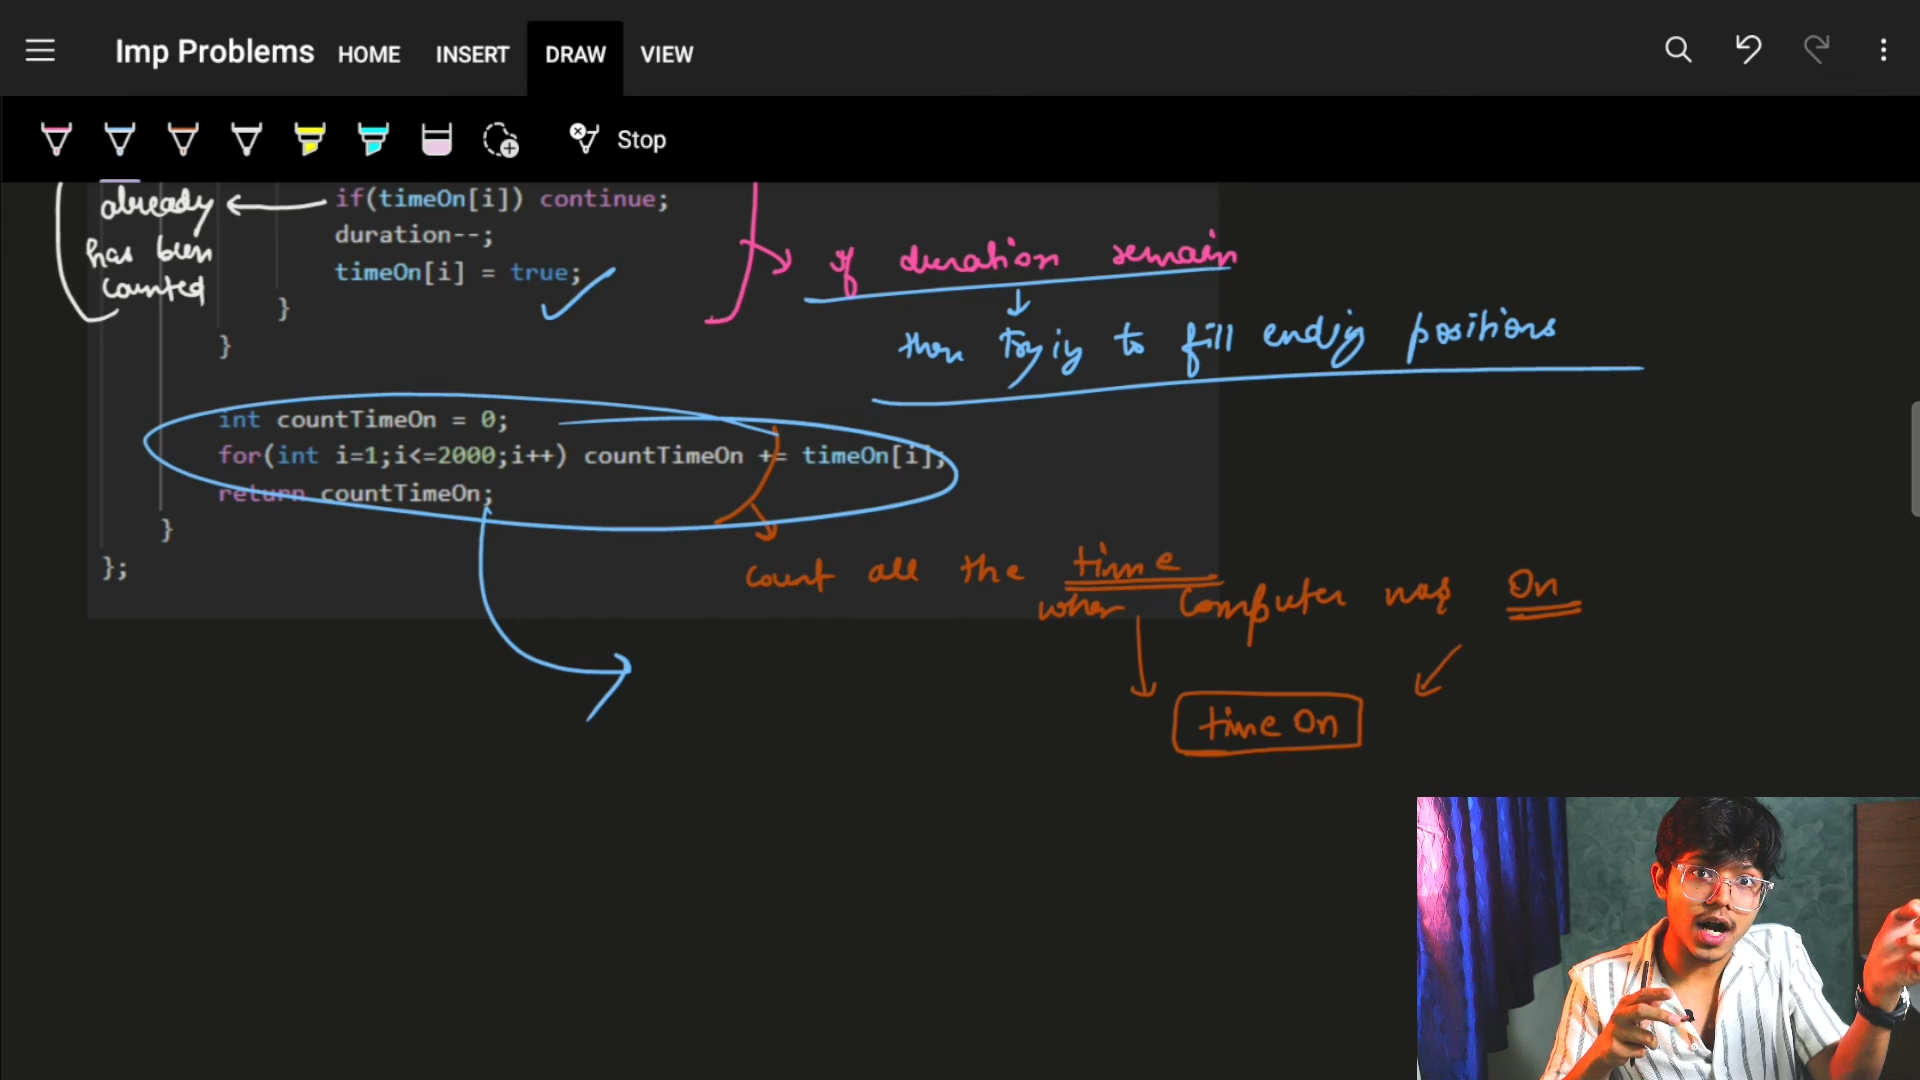 Imp Problems HOME INSERT DRAW VIEW
Stop
already if(timeOn[i]) continue;
has been duration--;
counted timeOn[i] = true;
}
}
if duration remain
then trying to fill ending positions
int countTimeOn = 0;
for(int i=1;i<=2000;i++) countTimeOn += timeOn[i];
return countTimeOn;
}
};
count all the time
when computer was On
time On